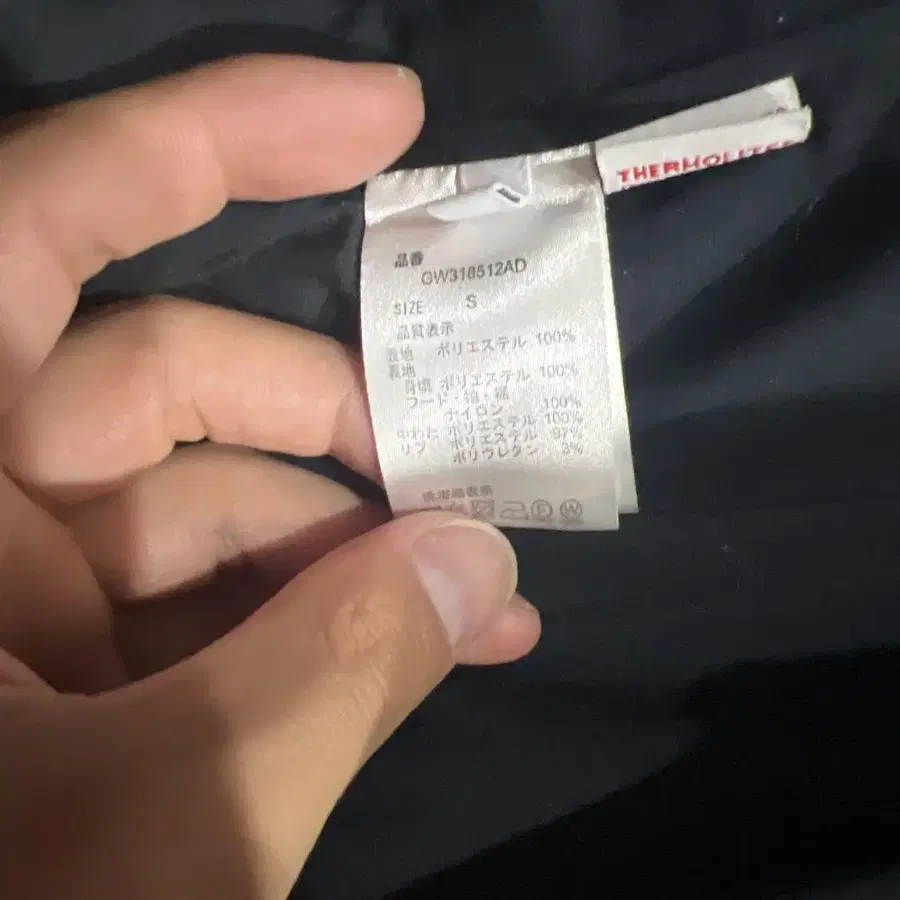 THERMOLITE
品番
GW318512AD
SIZE S
品質表示
表地 ポリエステル 100%
裏地
身頃 ポリエステル 100%
フード・袖・裾
ナイロン 100%
中わた ポリエステル 100%
リブ ポリエステル 97%
ポリウレタン 3%